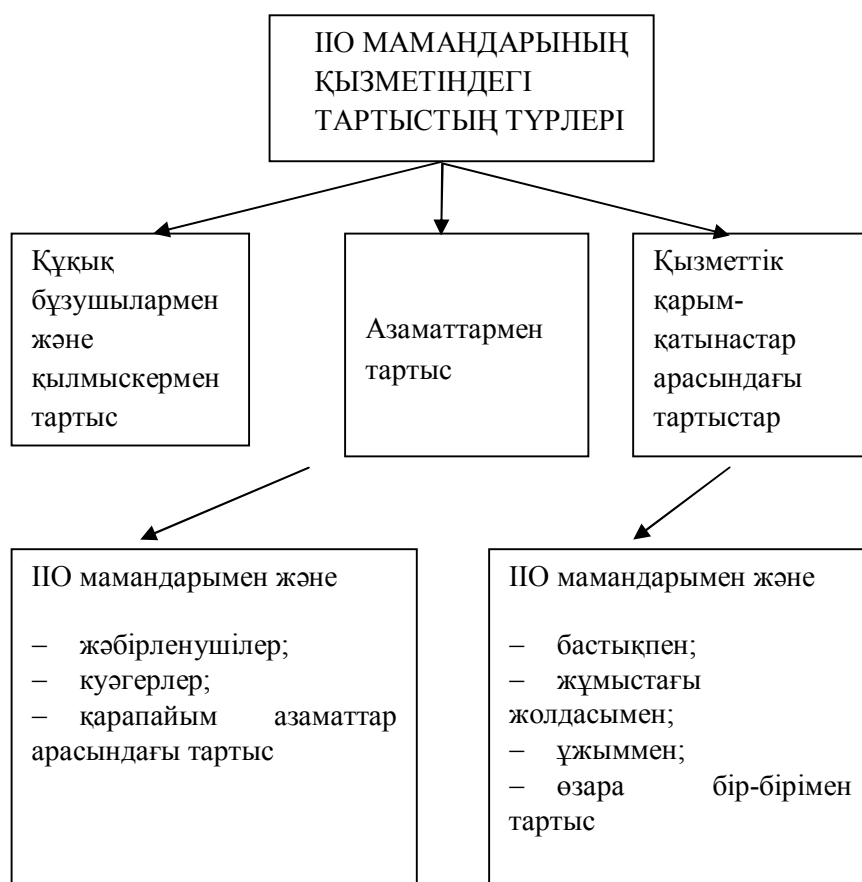 ІІО МАМАНДАРЫНЫҢ
ҚЫЗМЕТІНДЕГІ
ТАРТЫСТЫҢ ТҮРЛЕРІ
Құқық
бұзушылармен
және
қылмыскермен
тартыс
Азаматтармен
тартыс
Қызметтік
қарым-
қатынастар
арасындағы
тартыстар
ІІО мамандарымен және
– жәбірленушілер;
– куәгерлер;
– қарапайым азаматтар
арасындағы тартыс
ІІО мамандарымен және
– бастықпен;
– жұмыстағы
жолдасымен;
– ұжыммен;
– өзара бір-бірімен
тартыс